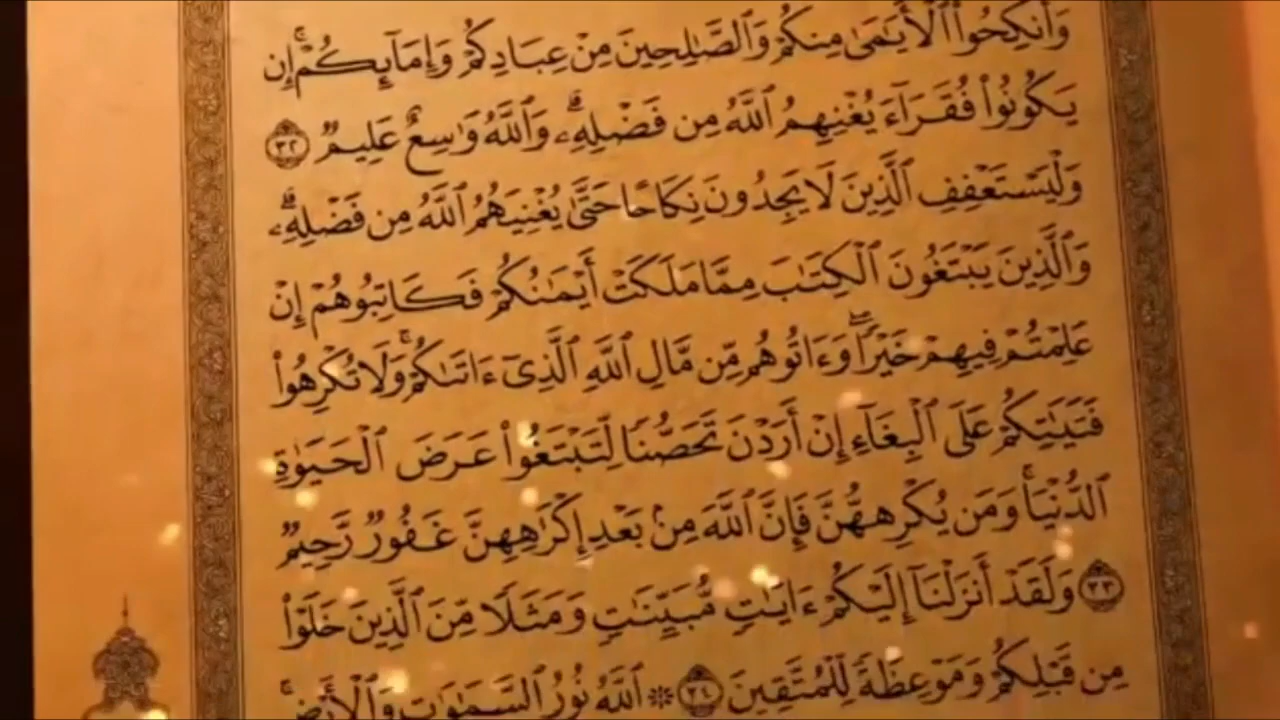 وَأَنكِحُوا۟ ٱلْأَيَـٰمَىٰ مِنكُمْ وَٱلصَّـٰلِحِينَ مِنْ عِبَادِكُمْ وَإِمَآئِكُمْ ۚ إِن
يَكُونُوا۟ فُقَرَآءَ يُغْنِهِمُ ٱللَّهُ مِن فَضْلِهِۦ ۗ وَٱللَّهُ وَٰسِعٌ عَلِيمٌ ٣٢
وَلْيَسْتَعْفِفِ ٱلَّذِينَ لَا يَجِدُونَ نِكَاحًا حَتَّىٰ يُغْنِيَهُمُ ٱللَّهُ مِن فَضْلِهِۦ ۗ
وَٱلَّذِينَ يَبْتَغُونَ ٱلْكِتَـٰبَ مِمَّا مَلَكَتْ أَيْمَـٰنُكُمْ فَكَاتِبُوهُمْ إِنْ
عَلِمْتُمْ فِيهِمْ خَيْرًا ۖ وَءَاتُوهُم مِّن مَّالِ ٱللَّهِ ٱلَّذِىٓ ءَاتَىٰكُمْ ۚ وَلَا تُكْرِهُوا۟
فَتَيَـٰتِكُمْ عَلَى ٱلْبِغَآءِ إِنْ أَرَدْنَ تَحَصُّنًا لِّتَبْتَغُوا۟ عَرَضَ ٱلْحَيَوٰةِ
ٱلدُّنْيَا ۚ وَمَن يُكْرِههُّنَّ فَإِنَّ ٱللَّهَ مِنۢ بَعْدِ إِكْرَٰهِهِنَّ غَفُورٌ رَّحِيمٌ
٣٣ وَلَقَدْ أَنزَلْنَآ إِلَيْكُمْ ءَايَـٰتٍ مُّبَيِّنَـٰتٍ وَمَثَلًا مِّنَ ٱلَّذِينَ خَلَوْا۟
مِن قَبْلِكُمْ وَمَوْعِظَةً لِّلْمُتَّقِينَ ٣٤ ۞ ٱللَّهُ نُورُ ٱلسَّمَـٰوَٰتِ وَٱلْأَرْضِ ۚ